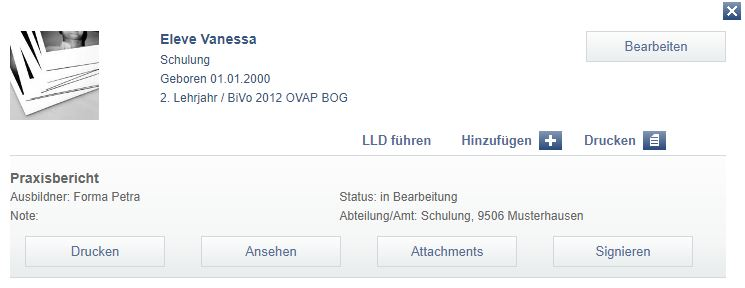 Eleve Vanessa
Bearbeiten
Schulung
Geboren 01.01.2000
2. Lehrjahr / BiVo 2012 OVAP BOG
LLD führen Hinzufügen Drucken
Praxisbericht
Ausbildner: Forma Petra Status: in Bearbeitung
Note: Abteilung/Amt: Schulung, 9506 Musterhausen
Drucken Ansehen Attachments Signieren